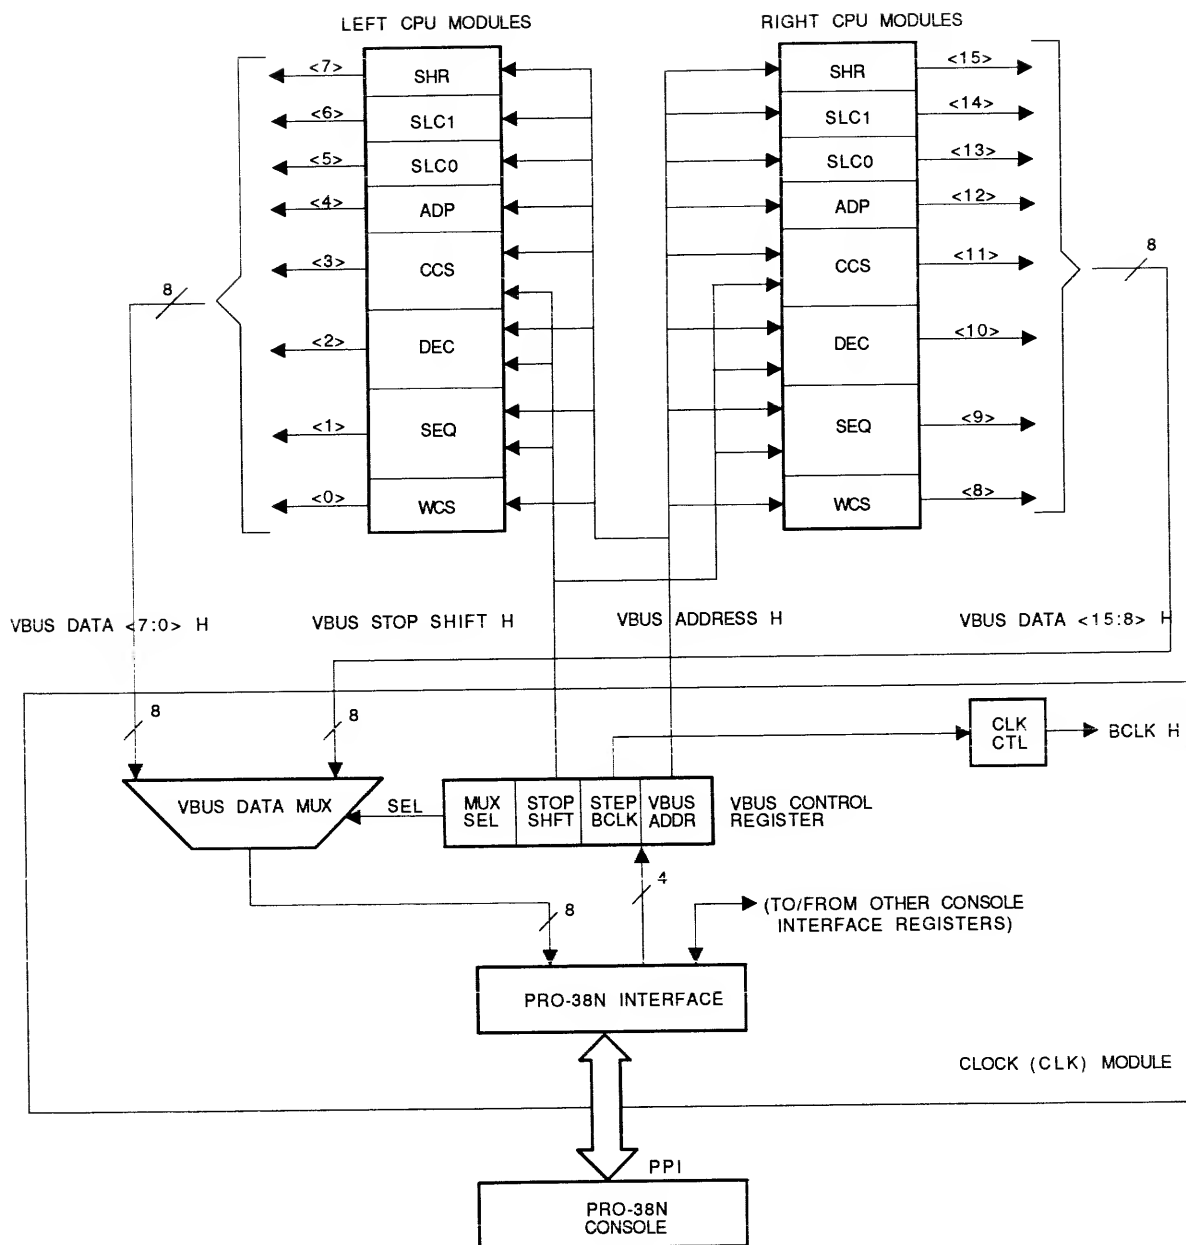 LEFT CPU MODULES
RIGHT CPU MODULES
<7> SHR
<6> SLC1
<5> SLC0
<4> ADP
<3> CCS
<2> DEC
<1> SEQ
<0> WCS
8
SHR <15>
SLC1 <14>
SLC0 <13>
ADP <12>
CCS <11>
DEC <10>
SEQ <9>
WCS <8>
8
VBUS DATA <7:0> H
VBUS STOP SHIFT H
VBUS ADDRESS H
VBUS DATA <15:8> H
8
8
VBUS DATA MUX
SEL
MUX
SEL
STOP
SHFT
STEP
BCLK
VBUS
ADDR
VBUS CONTROL
REGISTER
CLK
CTL
BCLK H
8
4
(TO/FROM OTHER CONSOLE
INTERFACE REGISTERS)
PRO-38N INTERFACE
CLOCK (CLK) MODULE
PPI
PRO-38N
CONSOLE